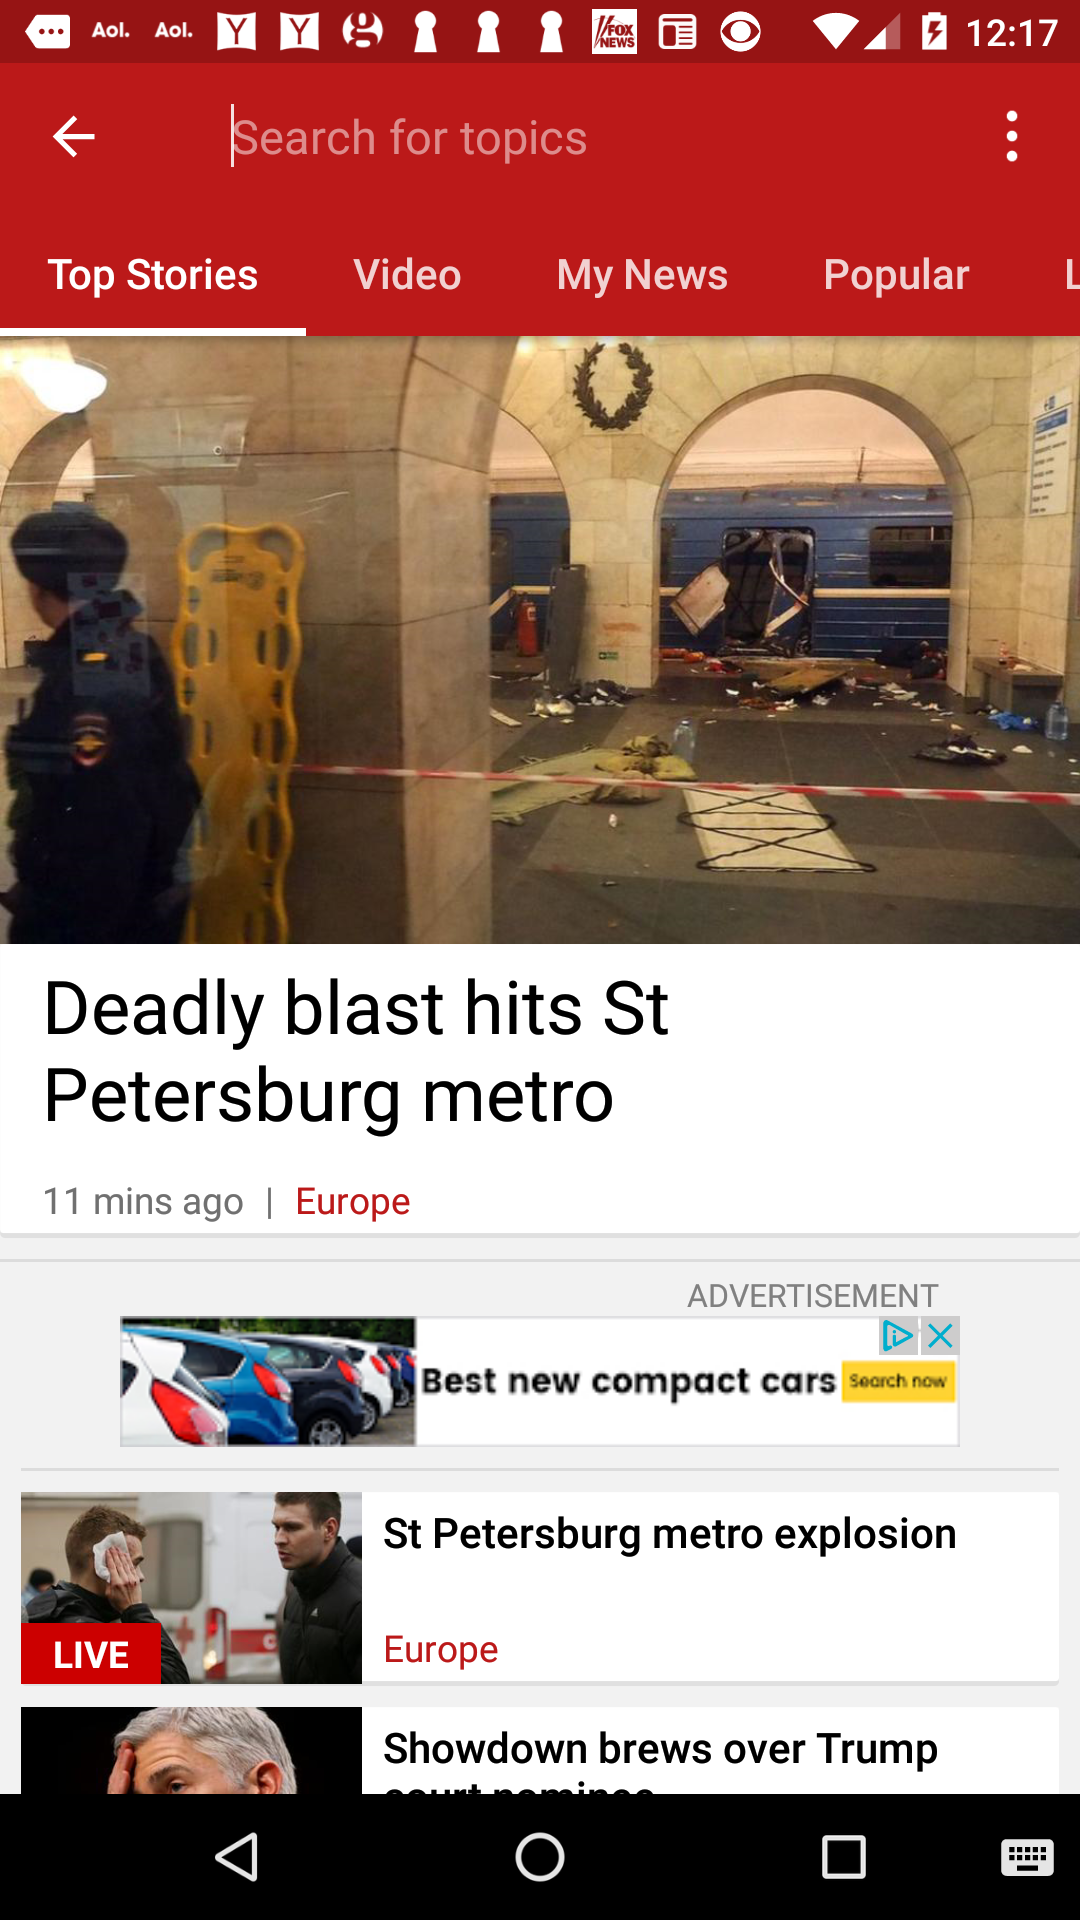 Aol. Aol. FOX NEWS 12:17
Search for topics
Top Stories Video My News Popular L
Deadly blast hits St
Petersburg metro
11 mins ago | Europe
ADVERTISEMENT
Best new compact cars Search now
St Petersburg metro explosion
LIVE
Europe
Showdown brews over Trump
court nominee